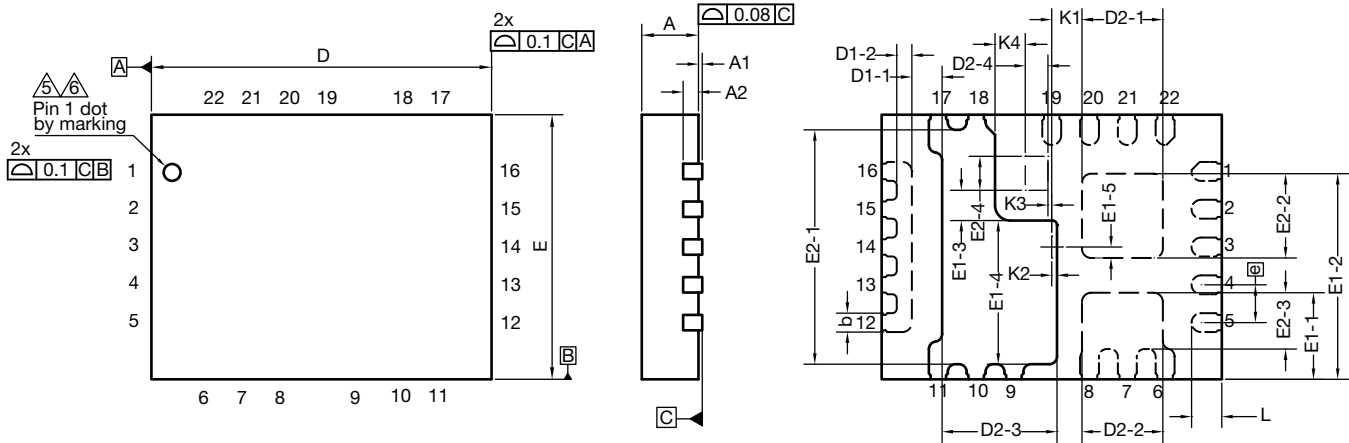 2x
⌓ 0.1 C A
A
D
5 6
Pin 1 dot
by marking
22 21 20 19 18 17
2x
⌓ 0.1 C B
1
2
3
4
5
16
15
14
13
12
E
B
6 7 8 9 10 11
⌓ 0.08 C
A
A1
A2
C
K1 D2-1
K4
D1-2
D2-4
D1-1
17 18 19 20 21 22
16
15
14
13
12
1
2
3
4
5
E2-1
E1-3
E2-4
K3
E1-5
E2-2
E1-2
K2
E1-4
e
b
E2-3
E1-1
11 10 9 8 7 6
L
D2-3
D2-2